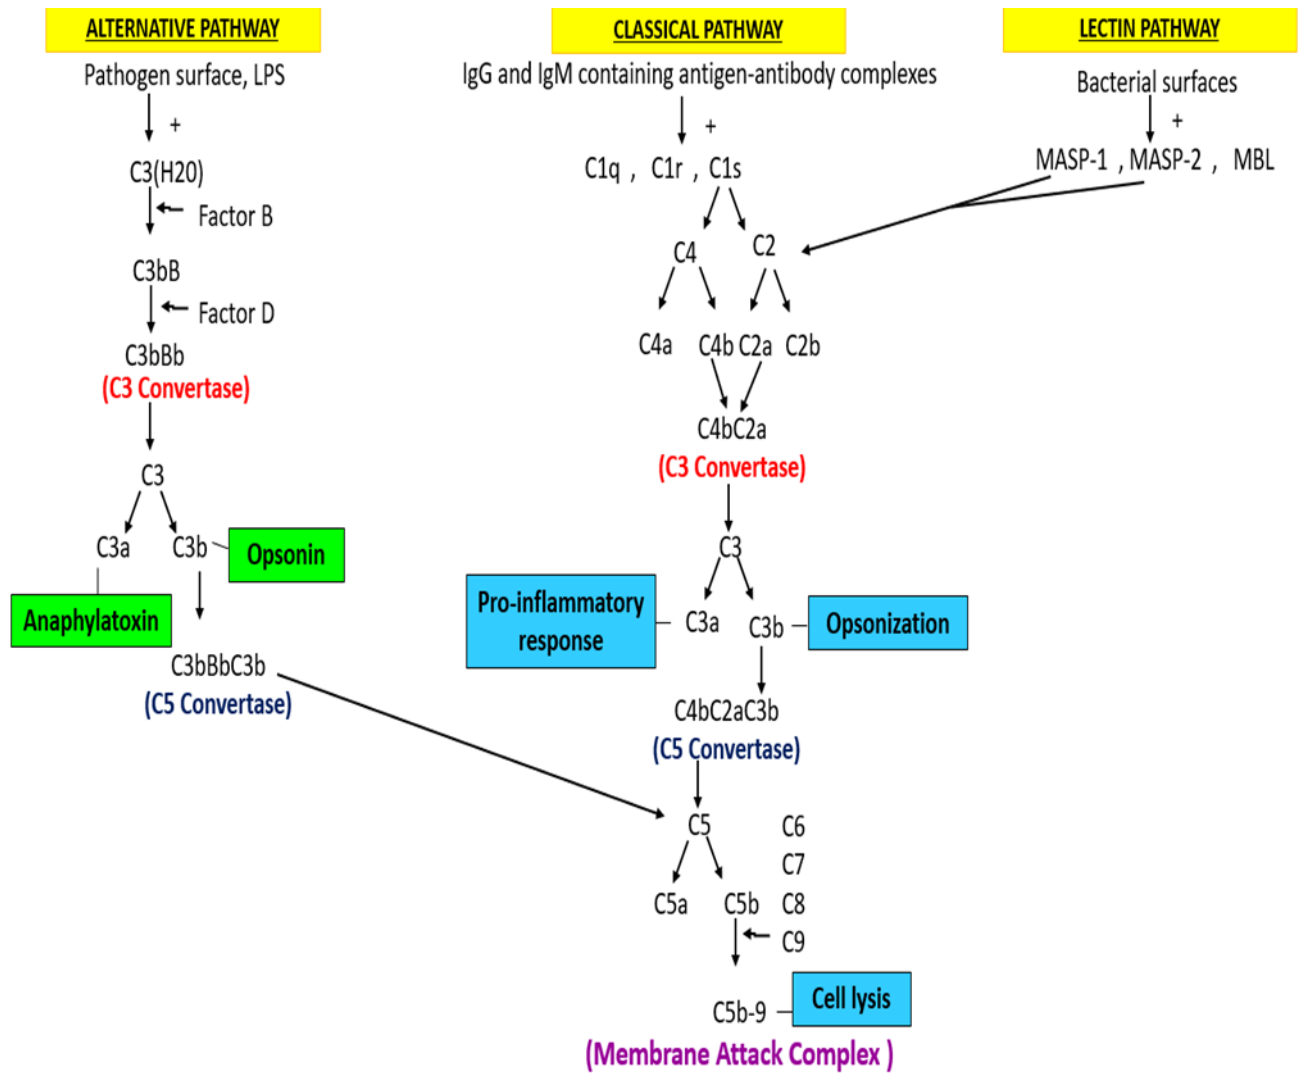 ALTERNATIVE PATHWAY
Pathogen surface, LPS
+
C3(H20)
Factor B
C3bB
Factor D
C3bBb
(C3 Convertase)
C3
C3a
C3b
Opsonin
Anaphylatoxin
C3bBbC3b
(C5 Convertase)
CLASSICAL PATHWAY
IgG and IgM containing antigen-antibody complexes
+
C1q , C1r , C1s
C4
C2
C4a
C4b
C2a
C2b
C4bC2a
(C3 Convertase)
C3
Pro-inflammatory
response
C3a
C3b
Opsonization
C4bC2aC3b
(C5 Convertase)
C5
C6
C7
C5a
C5b
C8
C9
C5b-9
Cell lysis
(Membrane Attack Complex )
LECTIN PATHWAY
Bacterial surfaces
+
MASP-1 , MASP-2 , MBL